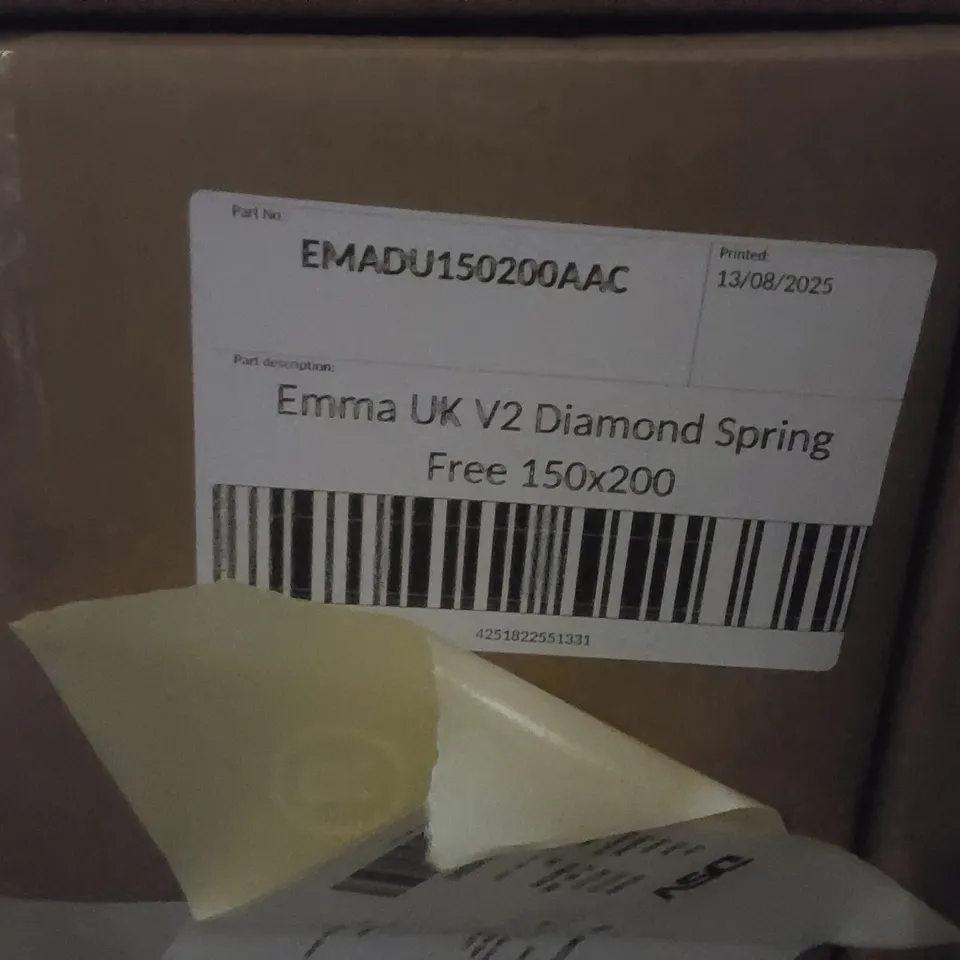 Part No.
EMADU150200AAC
Printed:
13/08/2025
Part description:
Emma UK V2 Diamond Spring
Free 150x200
4251822551331